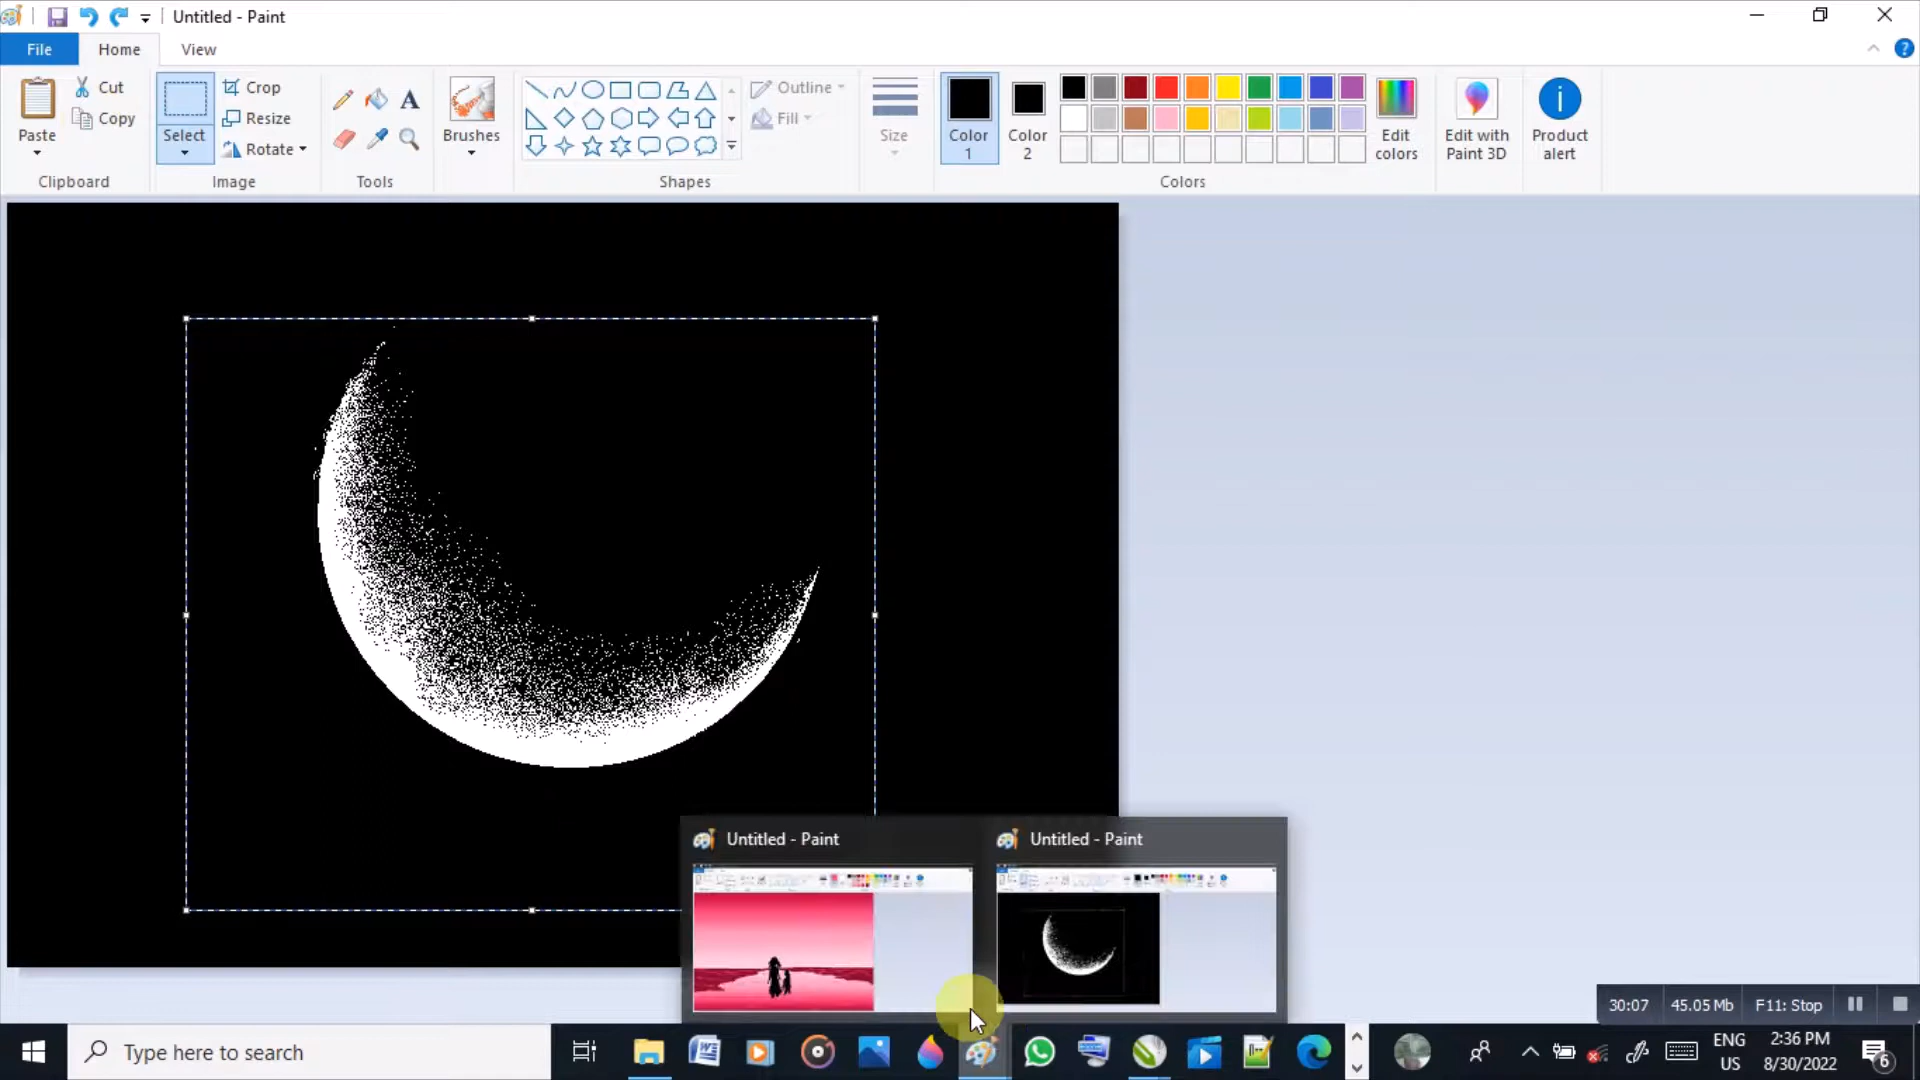 Untitled - Paint
File
Home
View
Paste
Cut
Copy
Clipboard
Select
Crop
Resize
Rotate
Image
Tools
Brushes
Shapes
Outline
Fill
Size
Color
1
Color
2
Edit
colors
Colors
Edit with
Paint 3D
Product
alert
Untitled - Paint
Untitled - Paint
30:07
45.05 Mb
F11: Stop
Type here to search
ENG
US
2:36 PM
8/30/2022
6